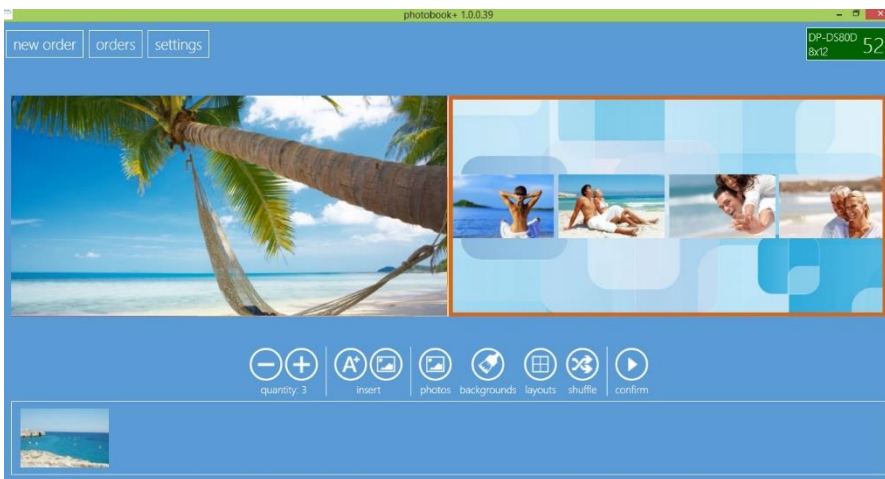 photobook+ 1.0.0.39
new order orders settings
DP-DS80D 52
8x12
A+
quantity: 3 insert photos backgrounds layouts shuffle confirm